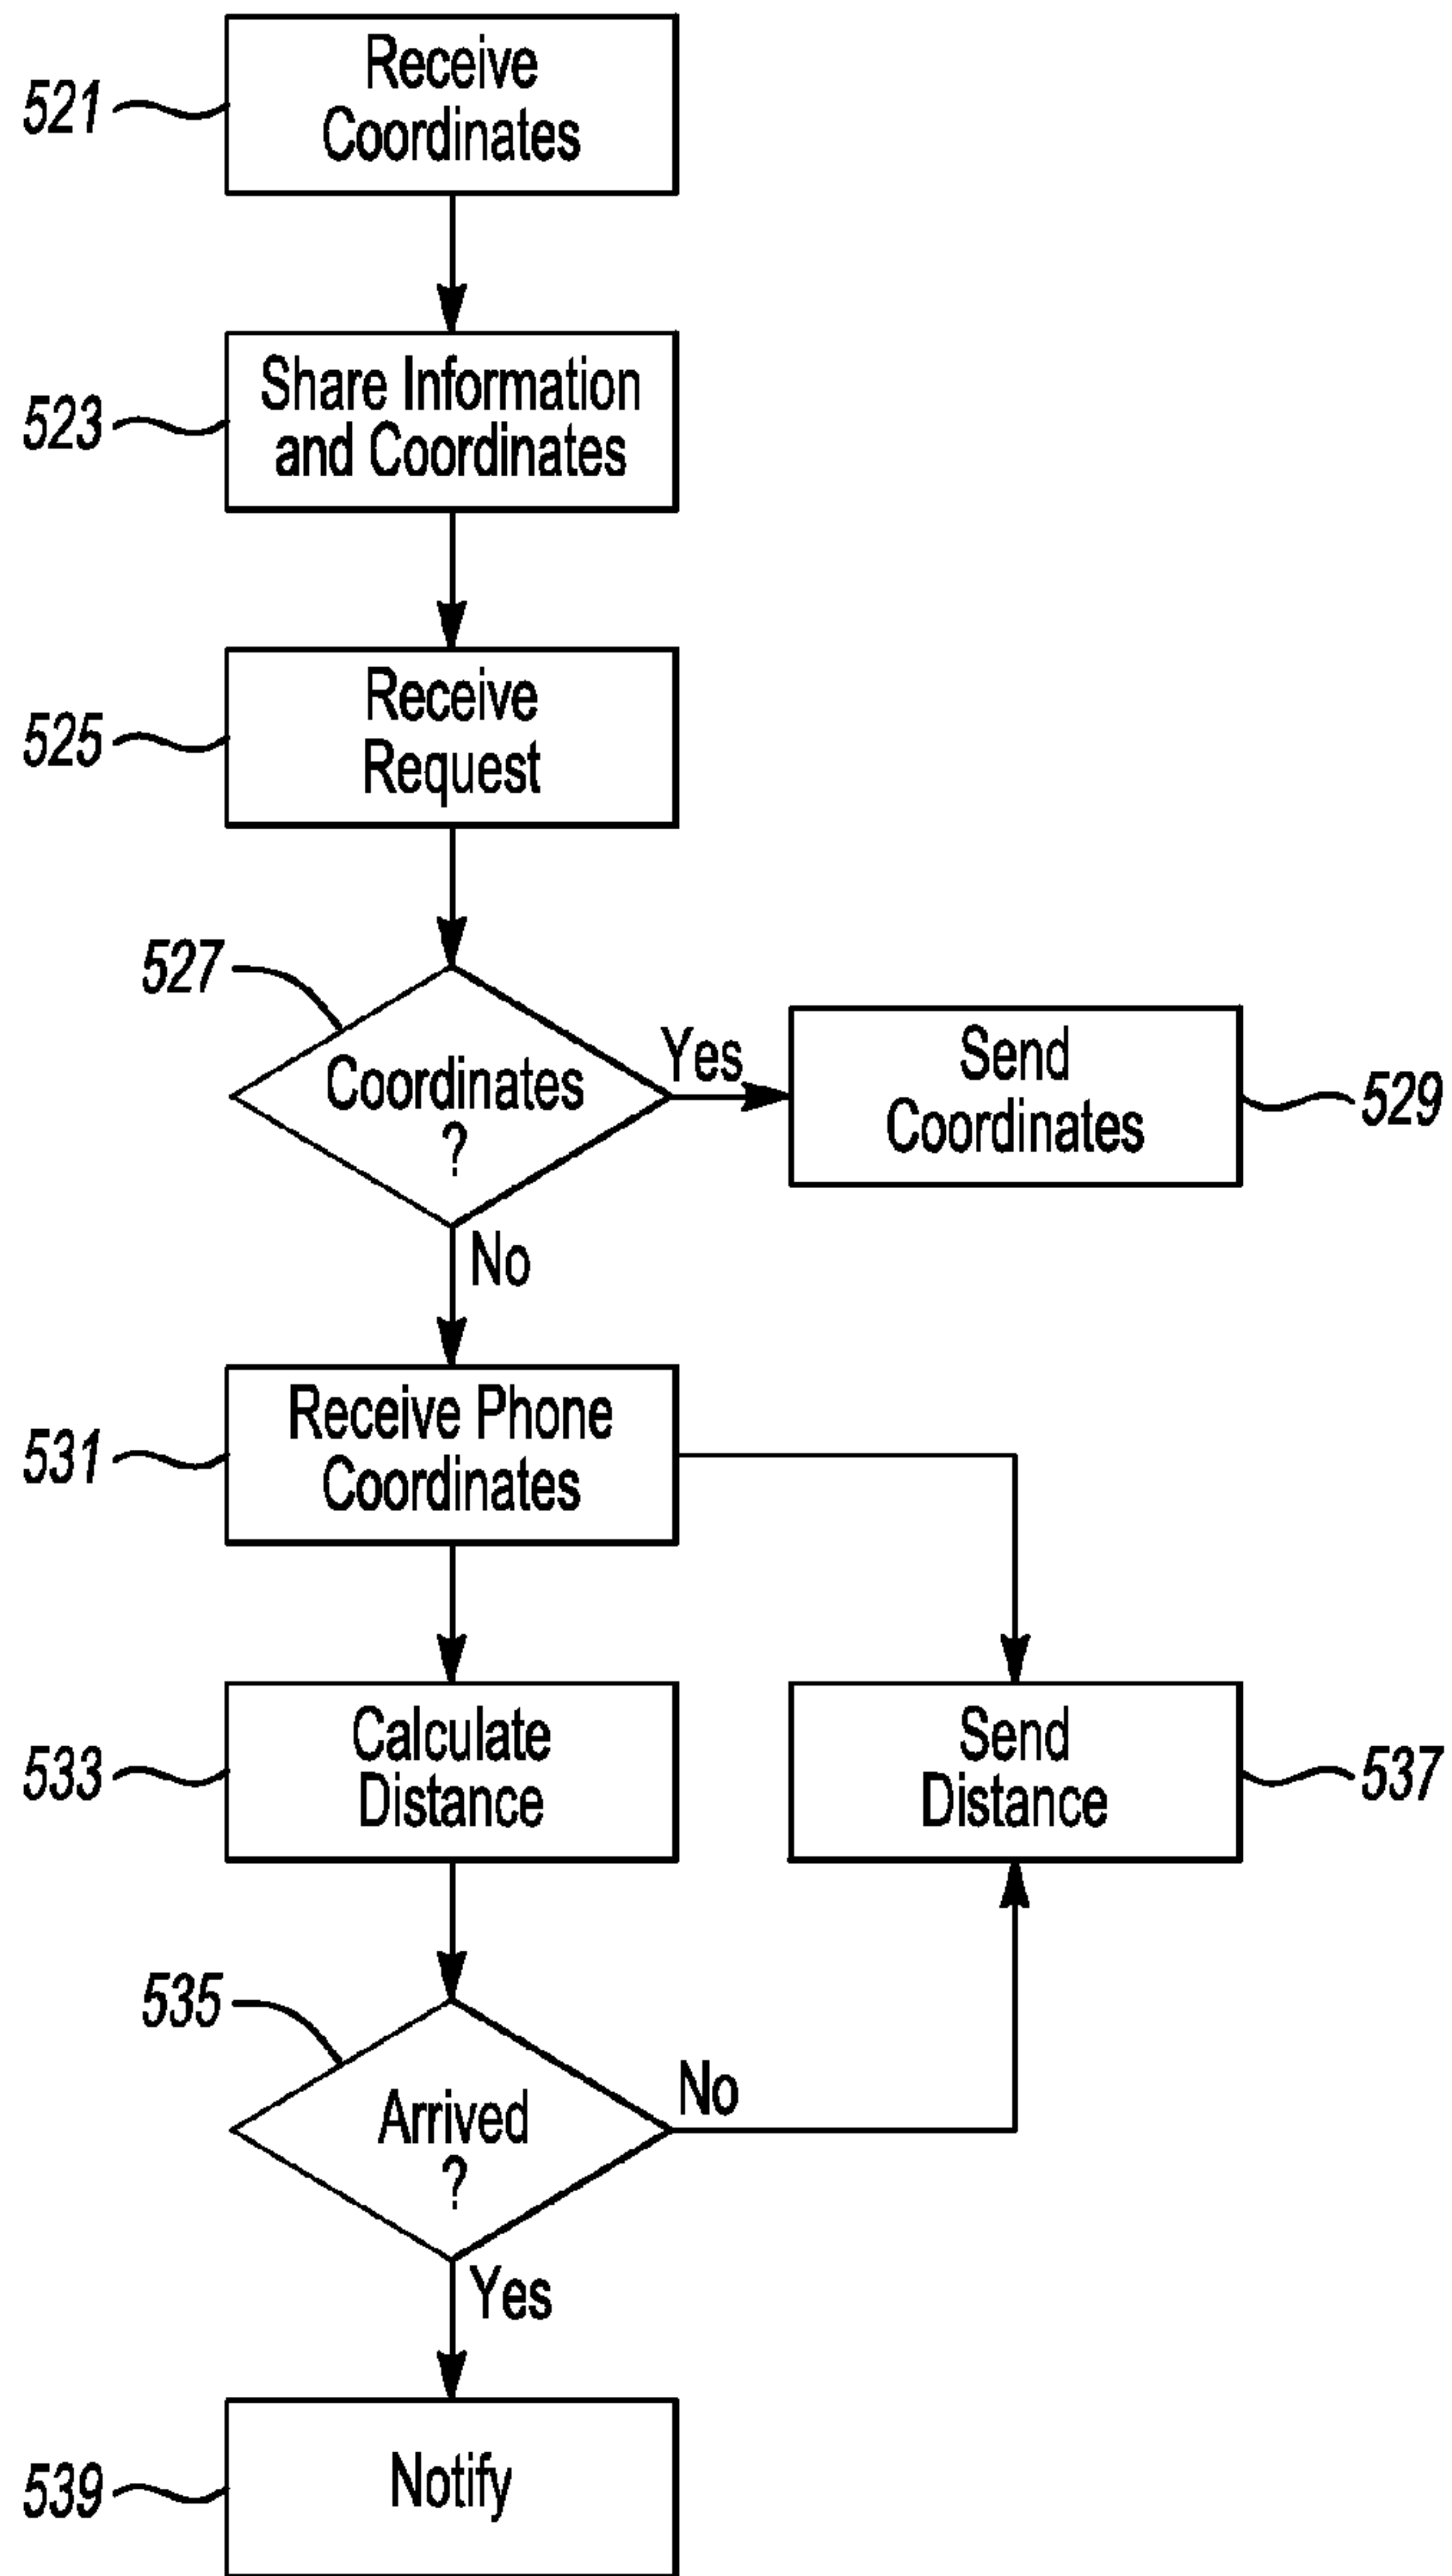 521
Receive
Coordinates
523
Share Information
and Coordinates
525
Receive
Request
527
Coordinates
?
Yes
Send
Coordinates
529
No
531
Receive Phone
Coordinates
533
Calculate
Distance
Send
Distance
537
535
Arrived
?
No
Yes
539
Notify